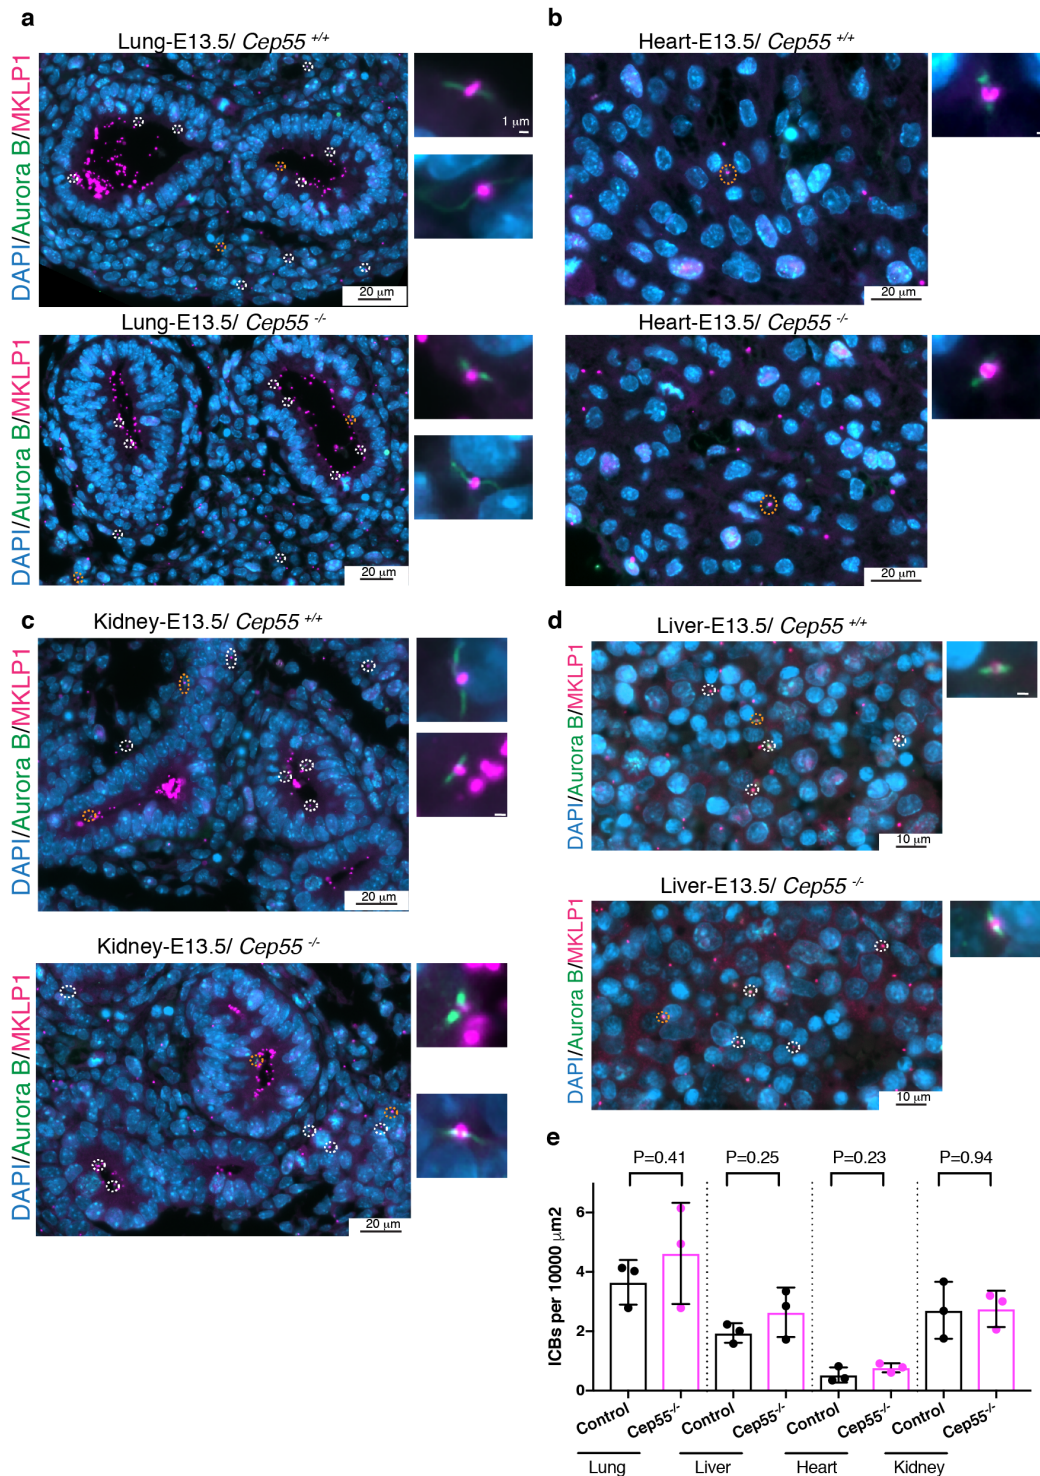 a
Lung-E13.5/ Cep55 +/+
DAPI/Aurora B/MKLP1
1 μm
20 μm
Lung-E13.5/ Cep55 -/-
DAPI/Aurora B/MKLP1
20 μm
b
Heart-E13.5/ Cep55 +/+
20 μm
Heart-E13.5/ Cep55 -/-
20 μm
c
Kidney-E13.5/ Cep55 +/+
DAPI/Aurora B/MKLP1
20 μm
Kidney-E13.5/ Cep55 -/-
DAPI/Aurora B/MKLP1
20 μm
d
Liver-E13.5/ Cep55 +/+
DAPI/Aurora B/MKLP1
10 μm
Liver-E13.5/ Cep55 -/-
DAPI/Aurora B/MKLP1
10 μm
e
P=0.41 P=0.25 P=0.23 P=0.94
ICBs per 10000 μm2
6
4
2
0
Control Cep55-/- Control Cep55-/- Control Cep55-/- Control Cep55-/-
Lung Liver Heart Kidney